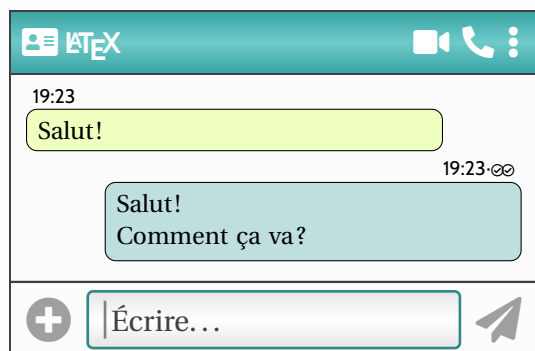 LATEX
19:23
Salut!
19:23·
Salut!
Comment ça va?
Écrire…